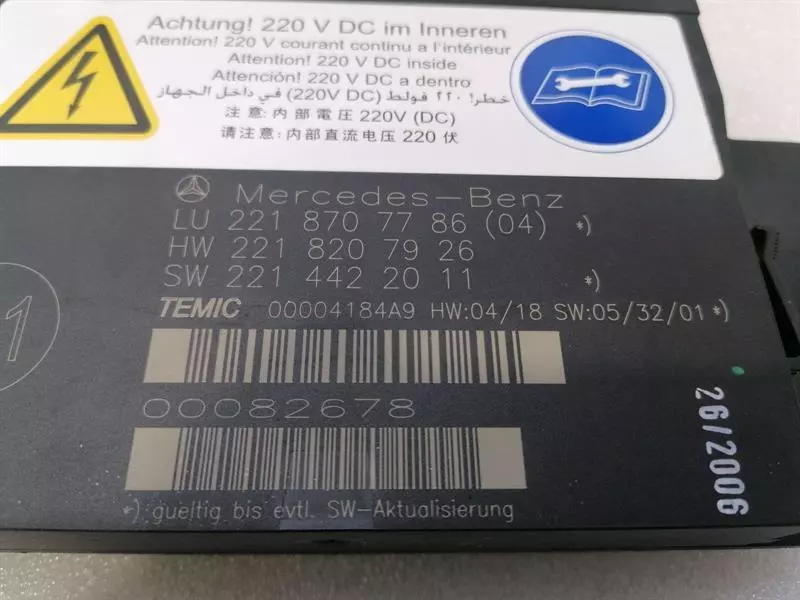 Achtung! 220 V DC im Inneren
Attention! 220 V courant continu a l'intérieur
Attention! 220 V DC inside
Atención! 220 V DC a dentro
خطر! ٢٢٠ فولط (220V DC) في داخل الجهاز
注意: 内部電圧 220V (DC)
请注意: 内部直流电压 220 伏
Mercedes-Benz
LU 221 870 77 86 (04) *)
HW 221 820 79 26
SW 221 442 20 11 *)
TEMIC 00004184A9 HW:04/18 SW:05/32/01 *)
1
00082678
26/2006
*) gueltig bis evtl. SW-Aktualisierung